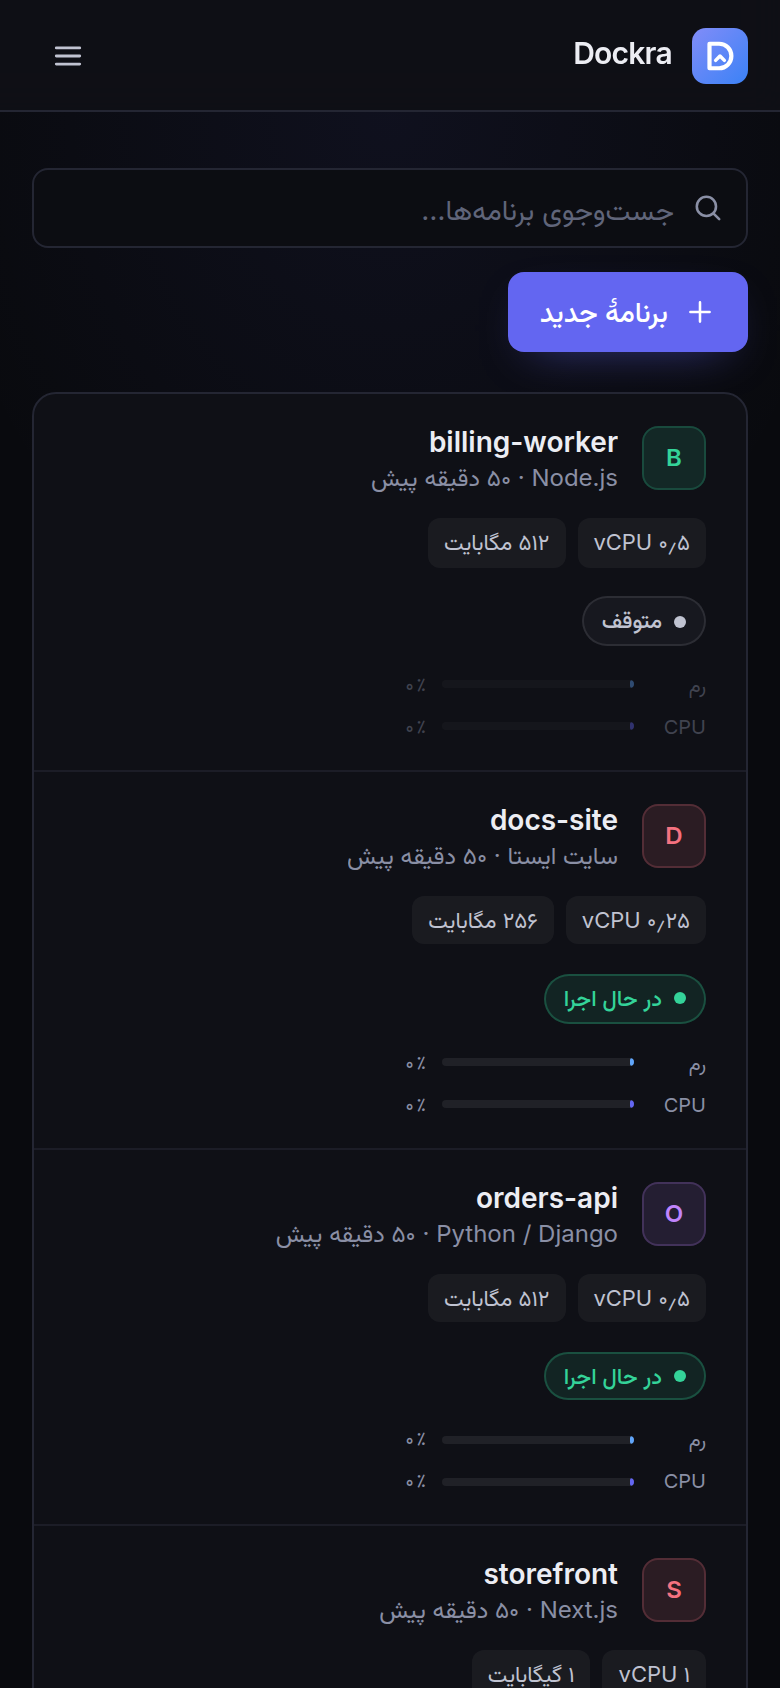 Dockra
جست‌وجوی برنامه‌ها...
برنامهٔ جدید
B
billing-worker
Node.js · ۵۰ دقیقه پیش
۰٫۵ vCPU
۵۱۲ مگابایت
متوقف
رم ۰٪
CPU ۰٪
D
docs-site
سایت ایستا · ۵۰ دقیقه پیش
۰٫۲۵ vCPU
۲۵۶ مگابایت
در حال اجرا
رم ۰٪
CPU ۰٪
O
orders-api
Python / Django · ۵۰ دقیقه پیش
۰٫۵ vCPU
۵۱۲ مگابایت
در حال اجرا
رم ۰٪
CPU ۰٪
S
storefront
Next.js · ۵۰ دقیقه پیش
۱ vCPU
۱ گیگابایت